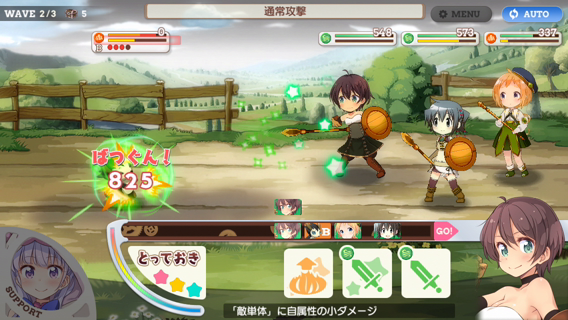 WAVE 2/3 5
通常攻撃
MENU
AUTO
0
548
573
337
ばつぐん!
825
B
GO!
とっておき
SUPPORT
「敵単体」に自属性の小ダメージ